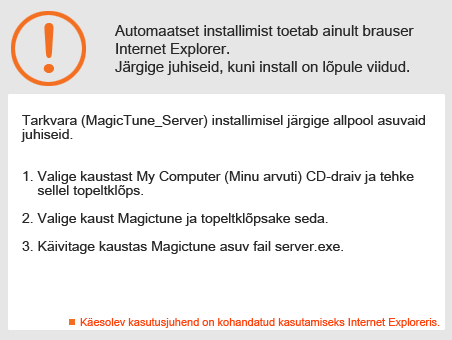 Automaatset installimist toetab ainult brauser
Internet Explorer.
Järgige juhiseid, kuni install on lõpule viidud.
Tarkvara (MagicTune_Server) installimisel järgige allpool asuvaid
juhiseid.
1. Valige kaustast My Computer (Minu arvuti) CD-draiv ja tehke
sellel topeltklõps.
2. Valige kaust Magictune ja topeltklõpsake seda.
3. Käivitage kaustas Magictune asuv fail server.exe.
Käesolev kasutusjuhend on kohandatud kasutamiseks Internet Exploreris.